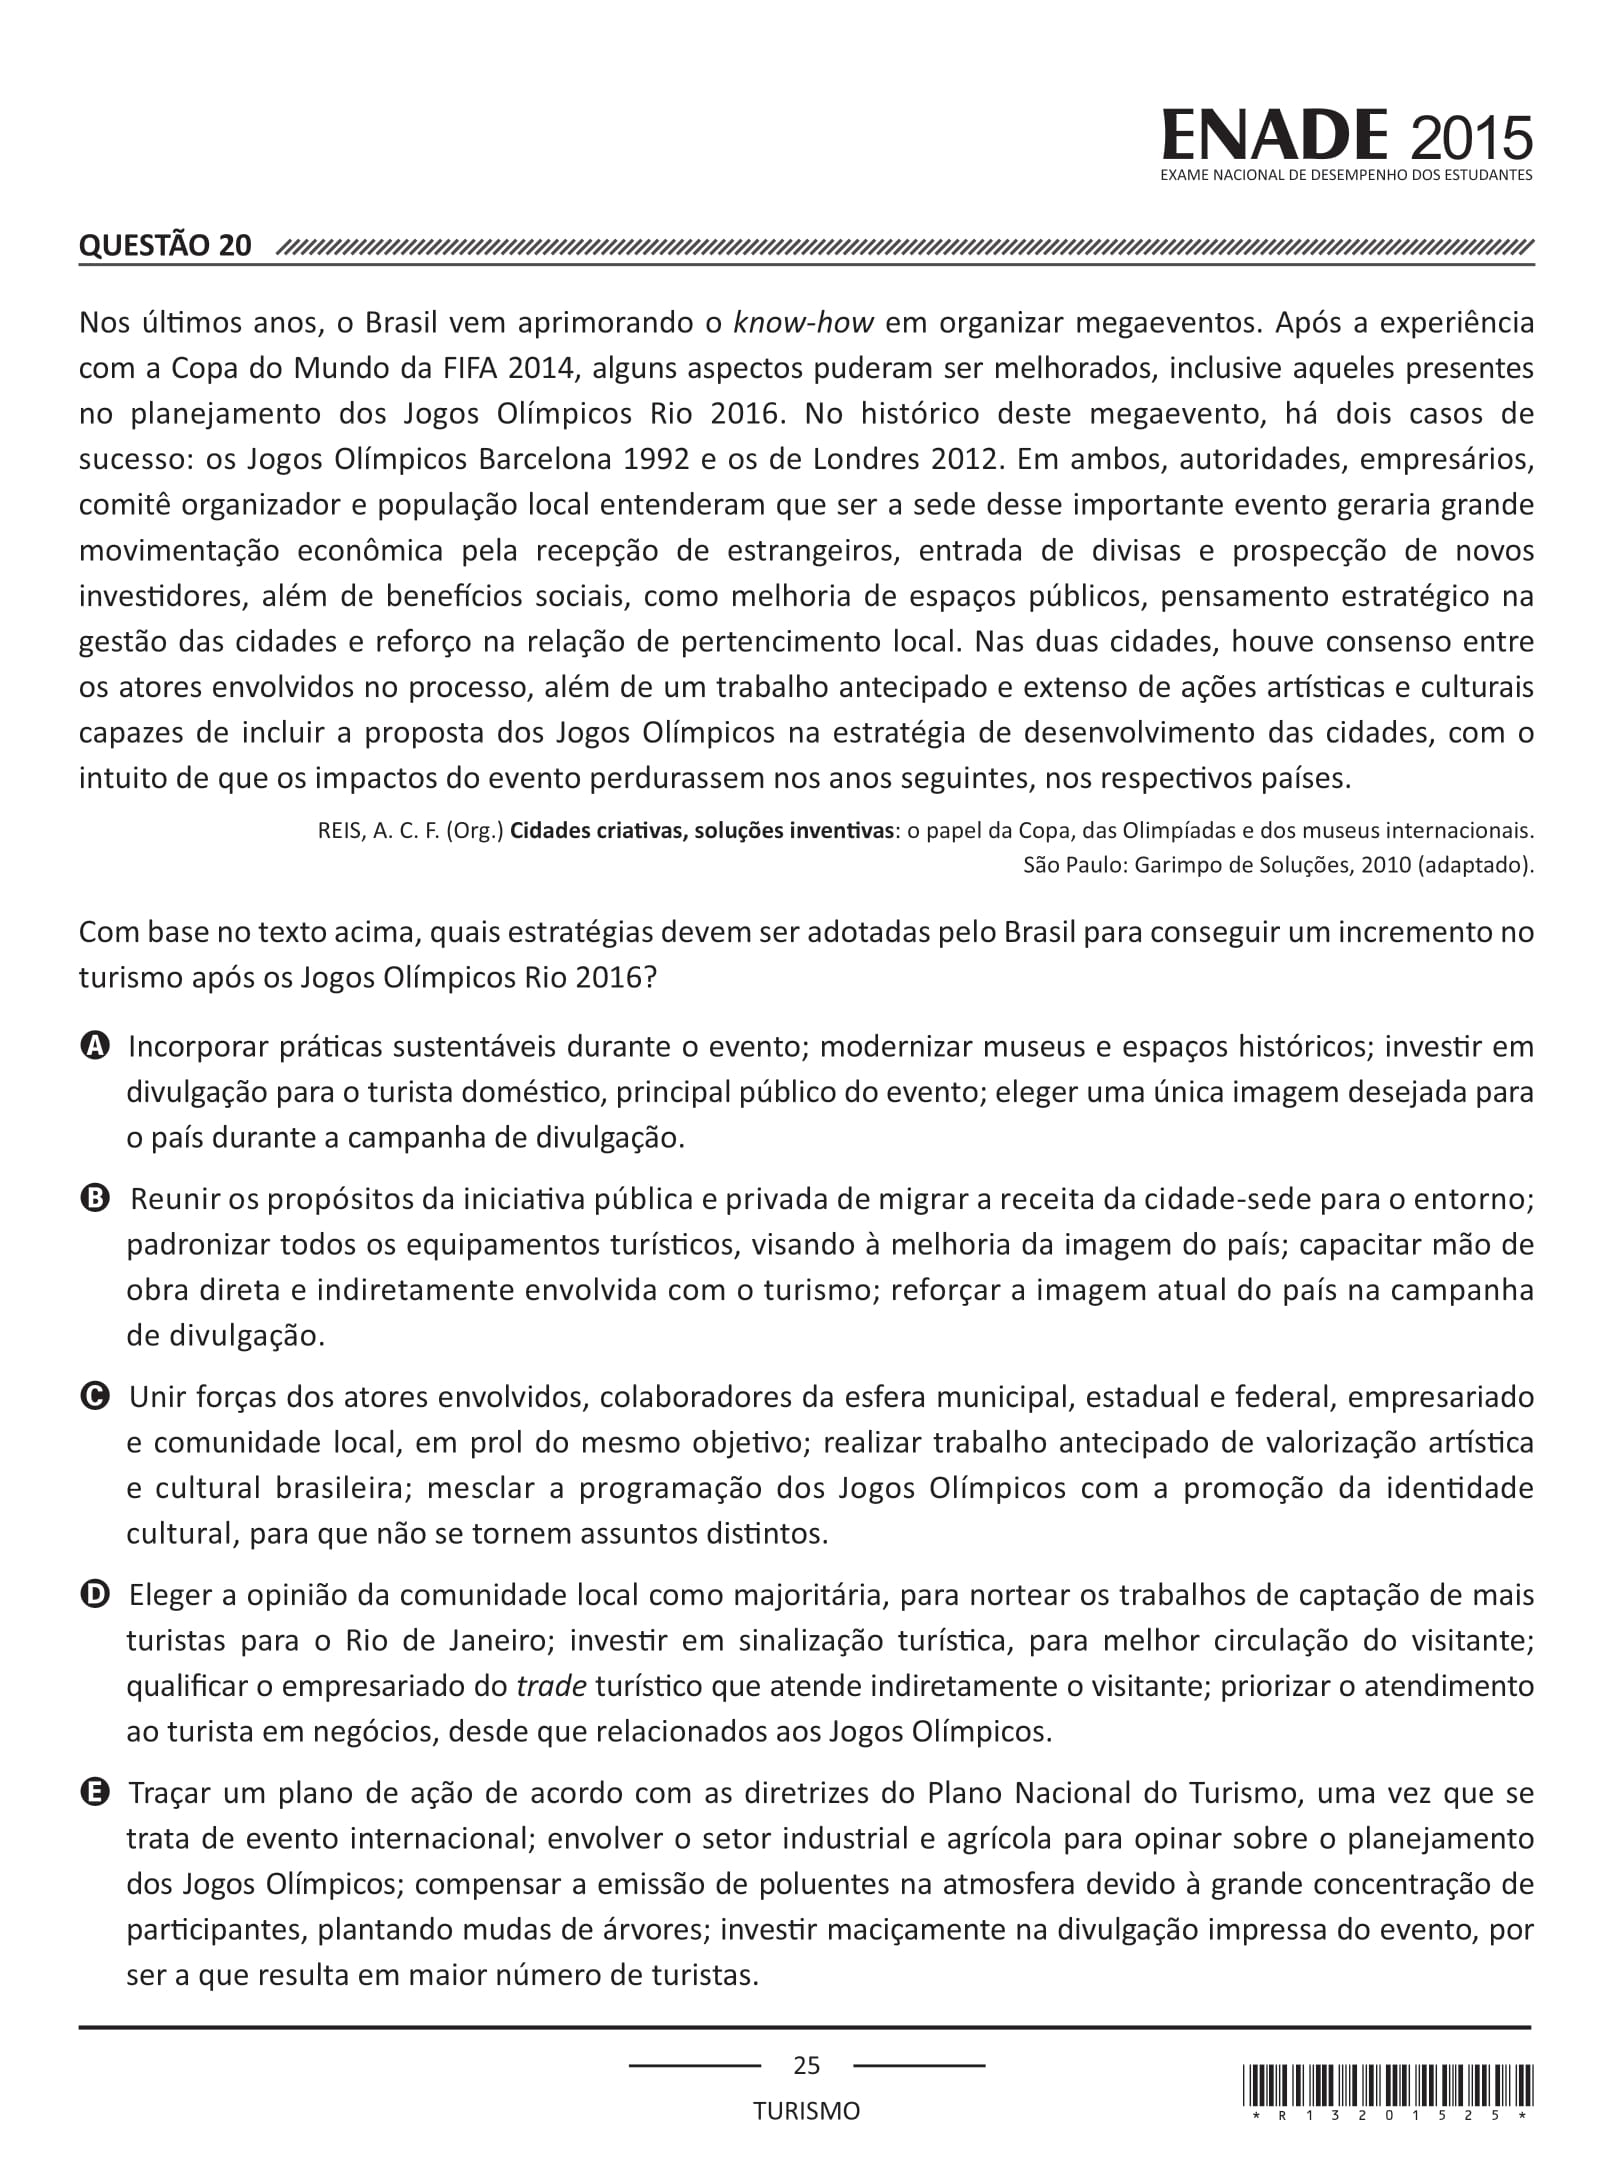 ENADE 2015
EXAME NACIONAL DE DESEMPENHO DOS ESTUDANTES
QUESTÃO 20
Nos últimos anos, o Brasil vem aprimorando o know-how em organizar megaeventos. Após a experiência
com a Copa do Mundo da FIFA 2014, alguns aspectos puderam ser melhorados, inclusive aqueles presentes
no planejamento dos Jogos Olímpicos Rio 2016. No histórico deste megaevento, há dois casos de
sucesso: os Jogos Olímpicos Barcelona 1992 e os de Londres 2012. Em ambos, autoridades, empresários,
comitê organizador e população local entenderam que ser a sede desse importante evento geraria grande
movimentação econômica pela recepção de estrangeiros, entrada de divisas e prospecção de novos
investidores, além de benefícios sociais, como melhoria de espaços públicos, pensamento estratégico na
gestão das cidades e reforço na relação de pertencimento local. Nas duas cidades, houve consenso entre
os atores envolvidos no processo, além de um trabalho antecipado e extenso de ações artísticas e culturais
capazes de incluir a proposta dos Jogos Olímpicos na estratégia de desenvolvimento das cidades, com o
intuito de que os impactos do evento perdurassem nos anos seguintes, nos respectivos países.
REIS, A. C. F. (Org.) Cidades criativas, soluções inventivas: o papel da Copa, das Olimpíadas e dos museus internacionais.
São Paulo: Garimpo de Soluções, 2010 (adaptado).
Com base no texto acima, quais estratégias devem ser adotadas pelo Brasil para conseguir um incremento no
turismo após os Jogos Olímpicos Rio 2016?
A Incorporar práticas sustentáveis durante o evento; modernizar museus e espaços históricos; investir em
divulgação para o turista doméstico, principal público do evento; eleger uma única imagem desejada para
o país durante a campanha de divulgação.
B Reunir os propósitos da iniciativa pública e privada de migrar a receita da cidade-sede para o entorno;
padronizar todos os equipamentos turísticos, visando à melhoria da imagem do país; capacitar mão de
obra direta e indiretamente envolvida com o turismo; reforçar a imagem atual do país na campanha
de divulgação.
C Unir forças dos atores envolvidos, colaboradores da esfera municipal, estadual e federal, empresariado
e comunidade local, em prol do mesmo objetivo; realizar trabalho antecipado de valorização artística
e cultural brasileira; mesclar a programação dos Jogos Olímpicos com a promoção da identidade
cultural, para que não se tornem assuntos distintos.
D Eleger a opinião da comunidade local como majoritária, para nortear os trabalhos de captação de mais
turistas para o Rio de Janeiro; investir em sinalização turística, para melhor circulação do visitante;
qualificar o empresariado do trade turístico que atende indiretamente o visitante; priorizar o atendimento
ao turista em negócios, desde que relacionados aos Jogos Olímpicos.
E Traçar um plano de ação de acordo com as diretrizes do Plano Nacional do Turismo, uma vez que se
trata de evento internacional; envolver o setor industrial e agrícola para opinar sobre o planejamento
dos Jogos Olímpicos; compensar a emissão de poluentes na atmosfera devido à grande concentração de
participantes, plantando mudas de árvores; investir maciçamente na divulgação impressa do evento, por
ser a que resulta em maior número de turistas.
25
TURISMO
*R13201525*